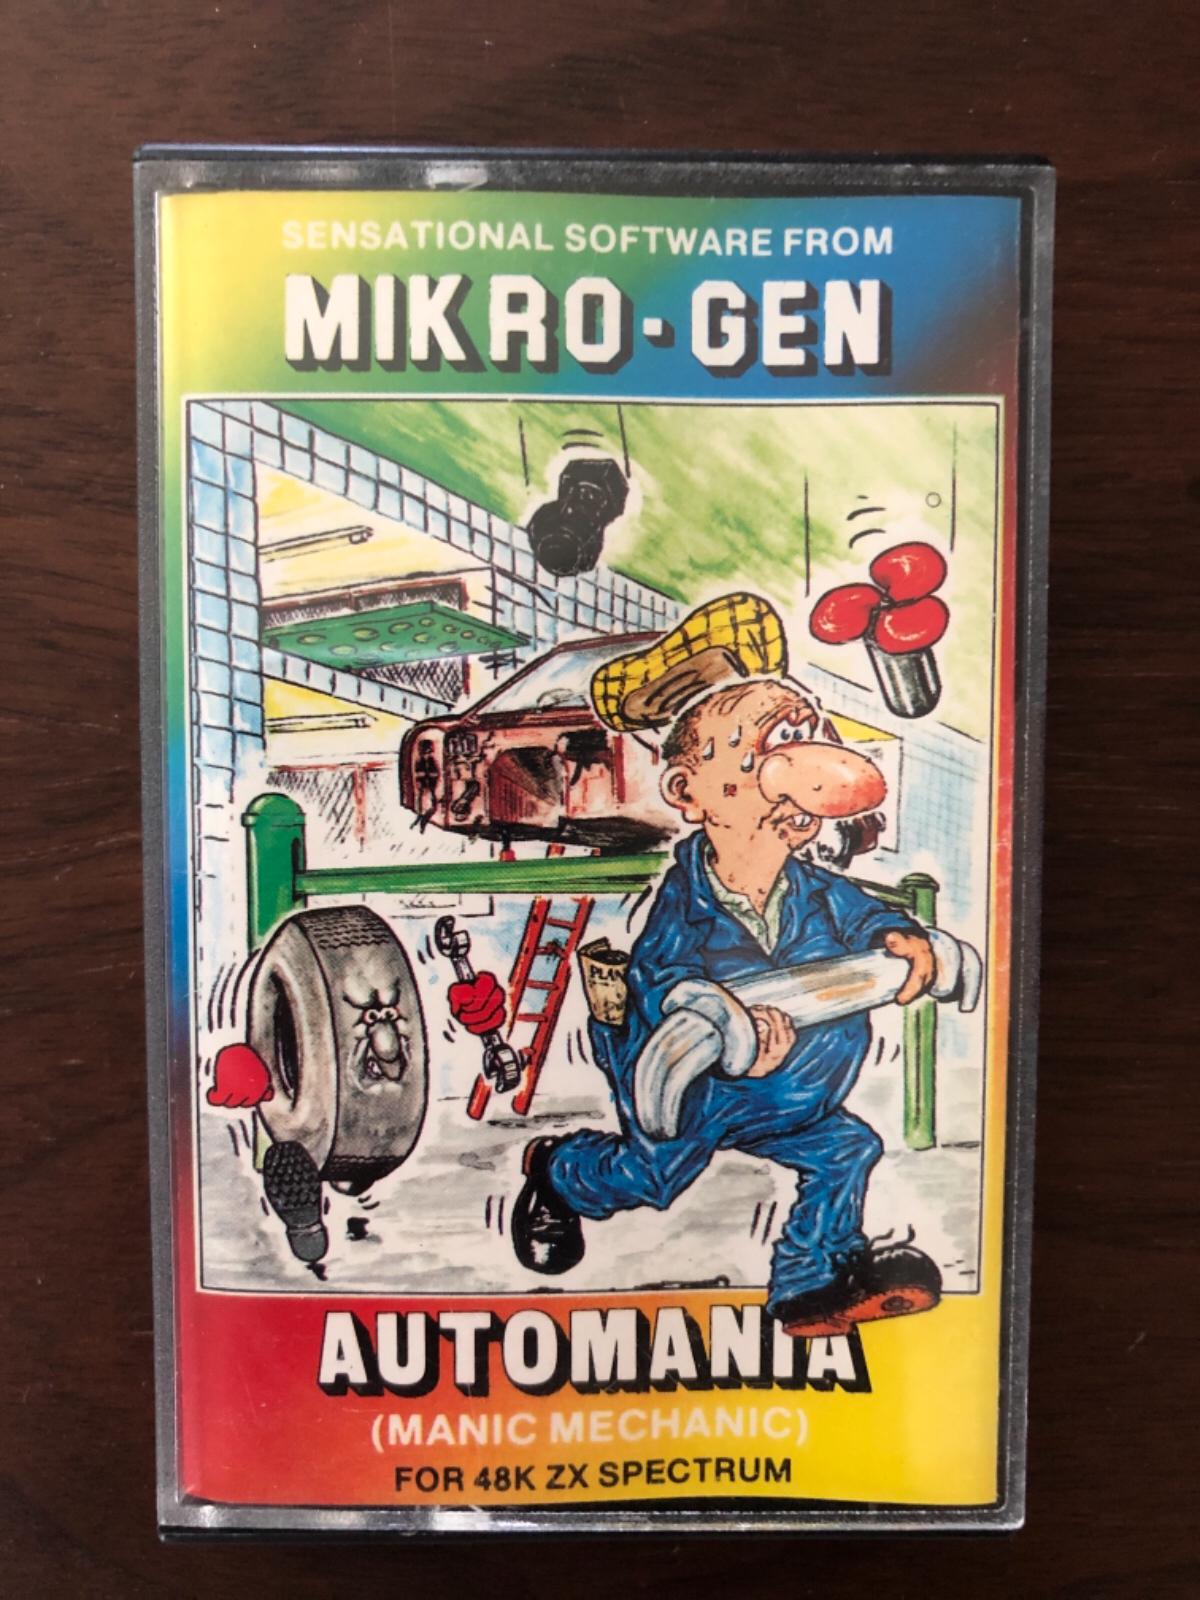 SENSATIONAL SOFTWARE FROM
MIKRO-GEN
PLAN
AUTOMANIA
(MANIC MECHANIC)
FOR 48K ZX SPECTRUM